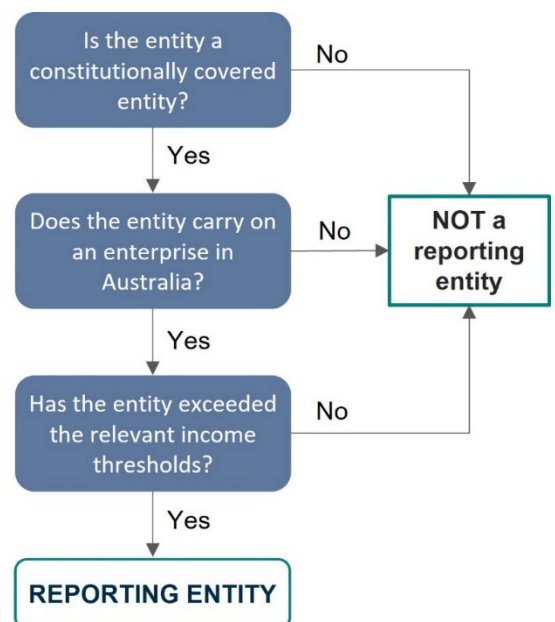 Is the entity a
constitutionally covered
entity?
No
Yes
Does the entity carry on
an enterprise in
Australia?
No
NOT a
reporting
entity
Yes
Has the entity exceeded
the relevant income
thresholds?
No
Yes
REPORTING ENTITY